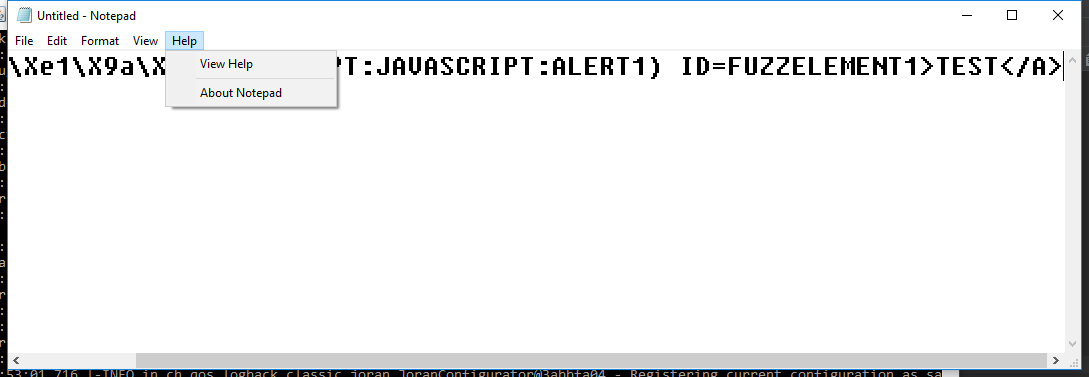 Untitled - Notepad
File Edit Format View Help
\Xe1\X9a\X PT:JAVASCRIPT:ALERT1) ID=FUZZELEMENT1>TEST</A>
View Help
About Notepad
:53:01,716 |-INFO in ch.qos.logback.classic.joran.JoranConfigurator@3abbfa04 - Registering current configuration as sa